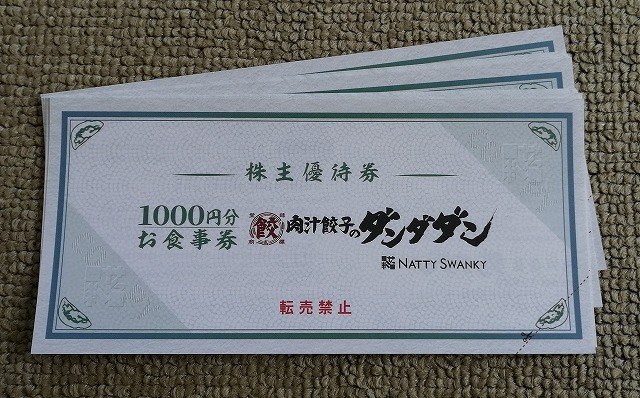 株主優待券
1000円分
お食事券
餃
肉汁餃子のダンダダン
NATTY SWANKY
転売禁止